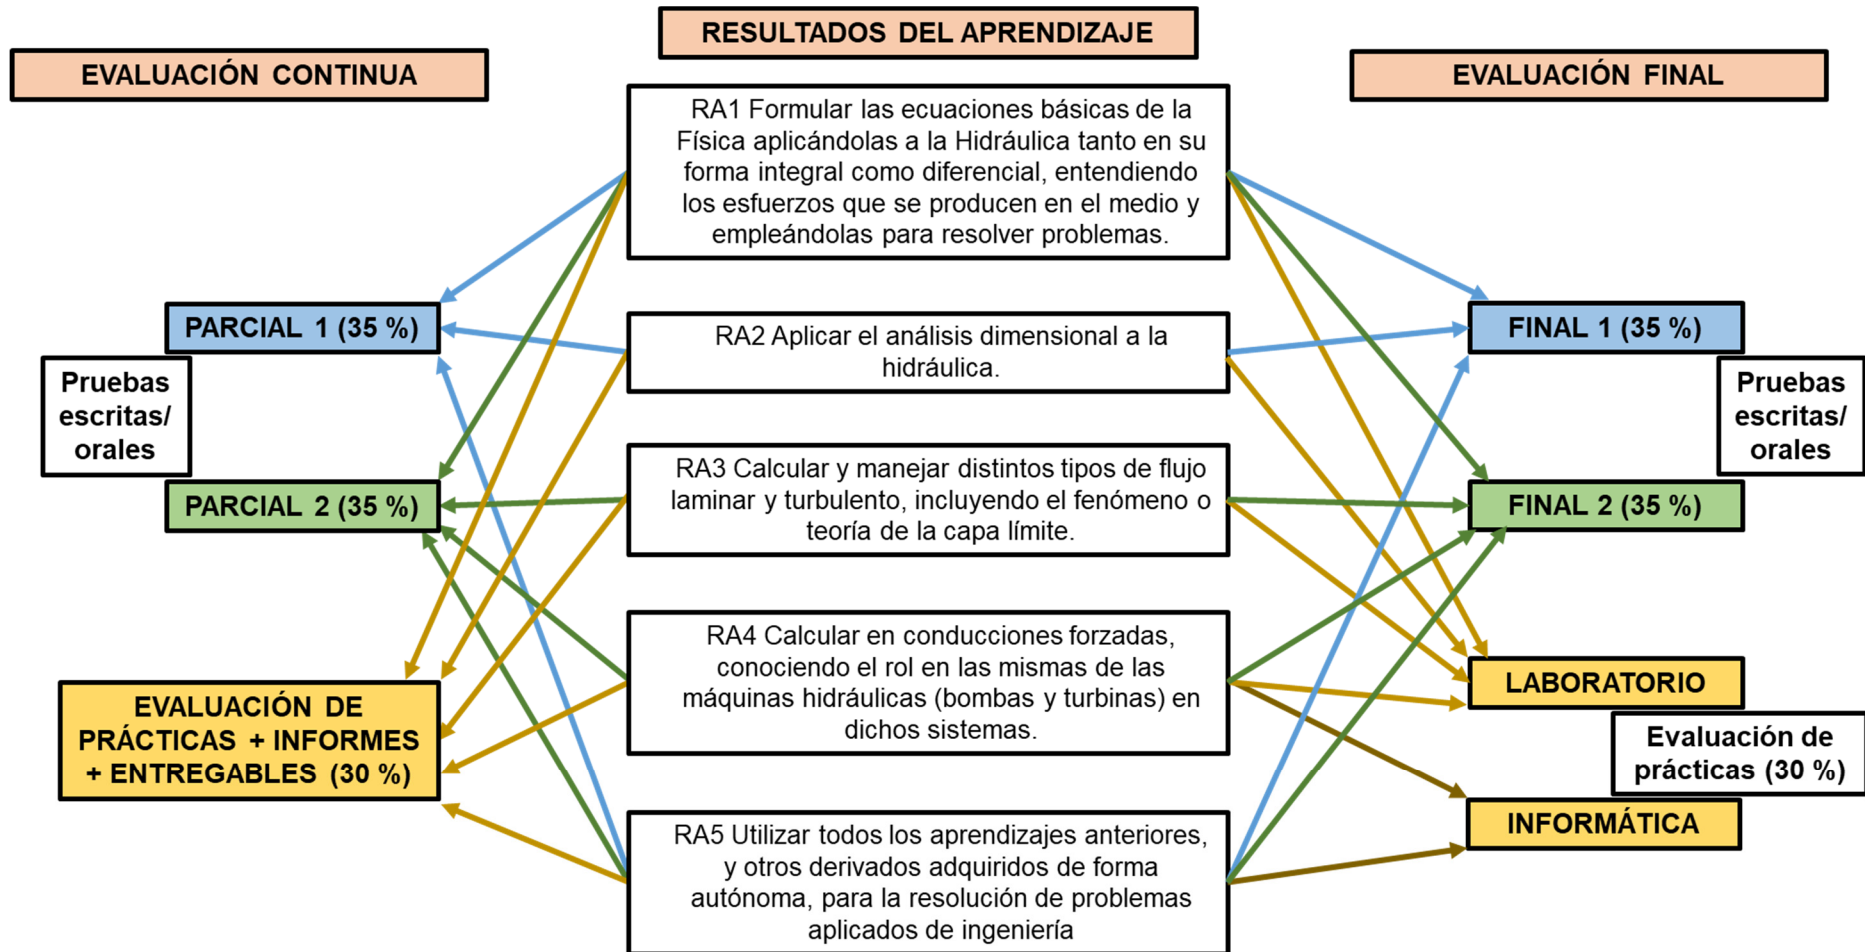 RESULTADOS DEL APRENDIZAJE
EVALUACIÓN CONTINUA
EVALUACIÓN FINAL
RA1 Formular las ecuaciones básicas de la
Física aplicándolas a la Hidráulica tanto en su
forma integral como diferencial, entendiendo
los esfuerzos que se producen en el medio y
empleándolas para resolver problemas.
PARCIAL 1 (35 %)
Pruebas
escritas/
orales
PARCIAL 2 (35 %)
EVALUACIÓN DE
PRÁCTICAS + INFORMES
+ ENTREGABLES (30 %)
RA2 Aplicar el análisis dimensional a la
hidráulica.
RA3 Calcular y manejar distintos tipos de flujo
laminar y turbulento, incluyendo el fenómeno o
teoría de la capa límite.
RA4 Calcular en conducciones forzadas,
conociendo el rol en las mismas de las
máquinas hidráulicas (bombas y turbinas) en
dichos sistemas.
RA5 Utilizar todos los aprendizajes anteriores,
y otros derivados adquiridos de forma
autónoma, para la resolución de problemas
aplicados de ingeniería
FINAL 1 (35 %)
Pruebas
escritas/
orales
FINAL 2 (35 %)
LABORATORIO
Evaluación de
prácticas (30 %)
INFORMÁTICA